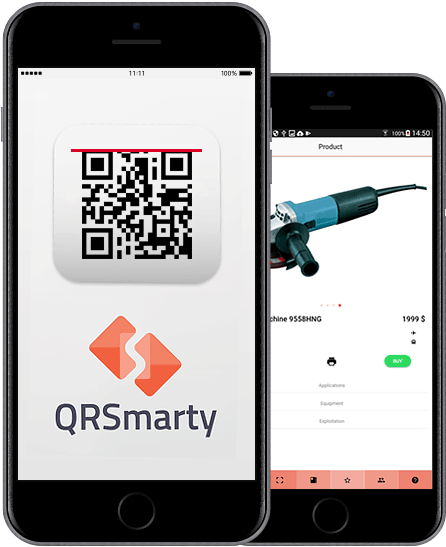 11:11
100%
QRSmarty
100% 14:50
Product
chine 9558HNG
1999 $
BUY
Applications
Equipment
Exploitation